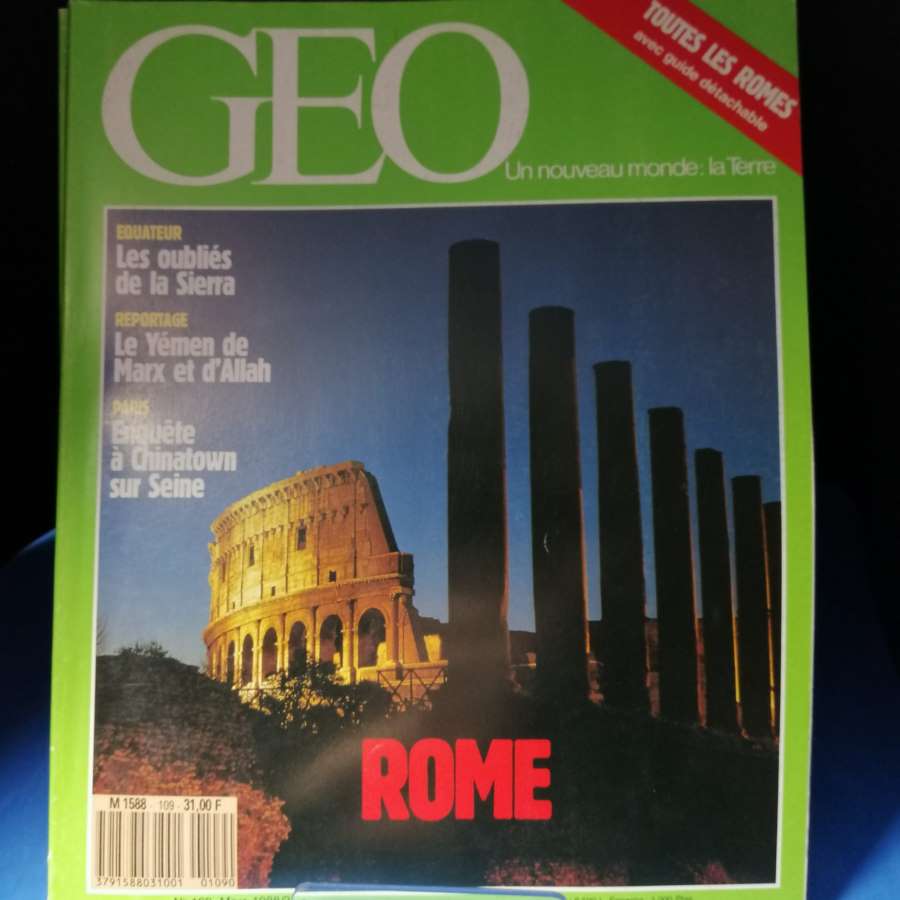 GEO
TOUTES LES ROMES
avec guide détachable
Un nouveau monde: la Terre
EQUATEUR
Les oubliés
de la Sierra
REPORTAGE
Le Yémen de
Marx et d'Allah
PARIS
Enquête
à Chinatown
sur Seine
ROME
M 1588 - 109 - 31,00 F
3791588031001 01090